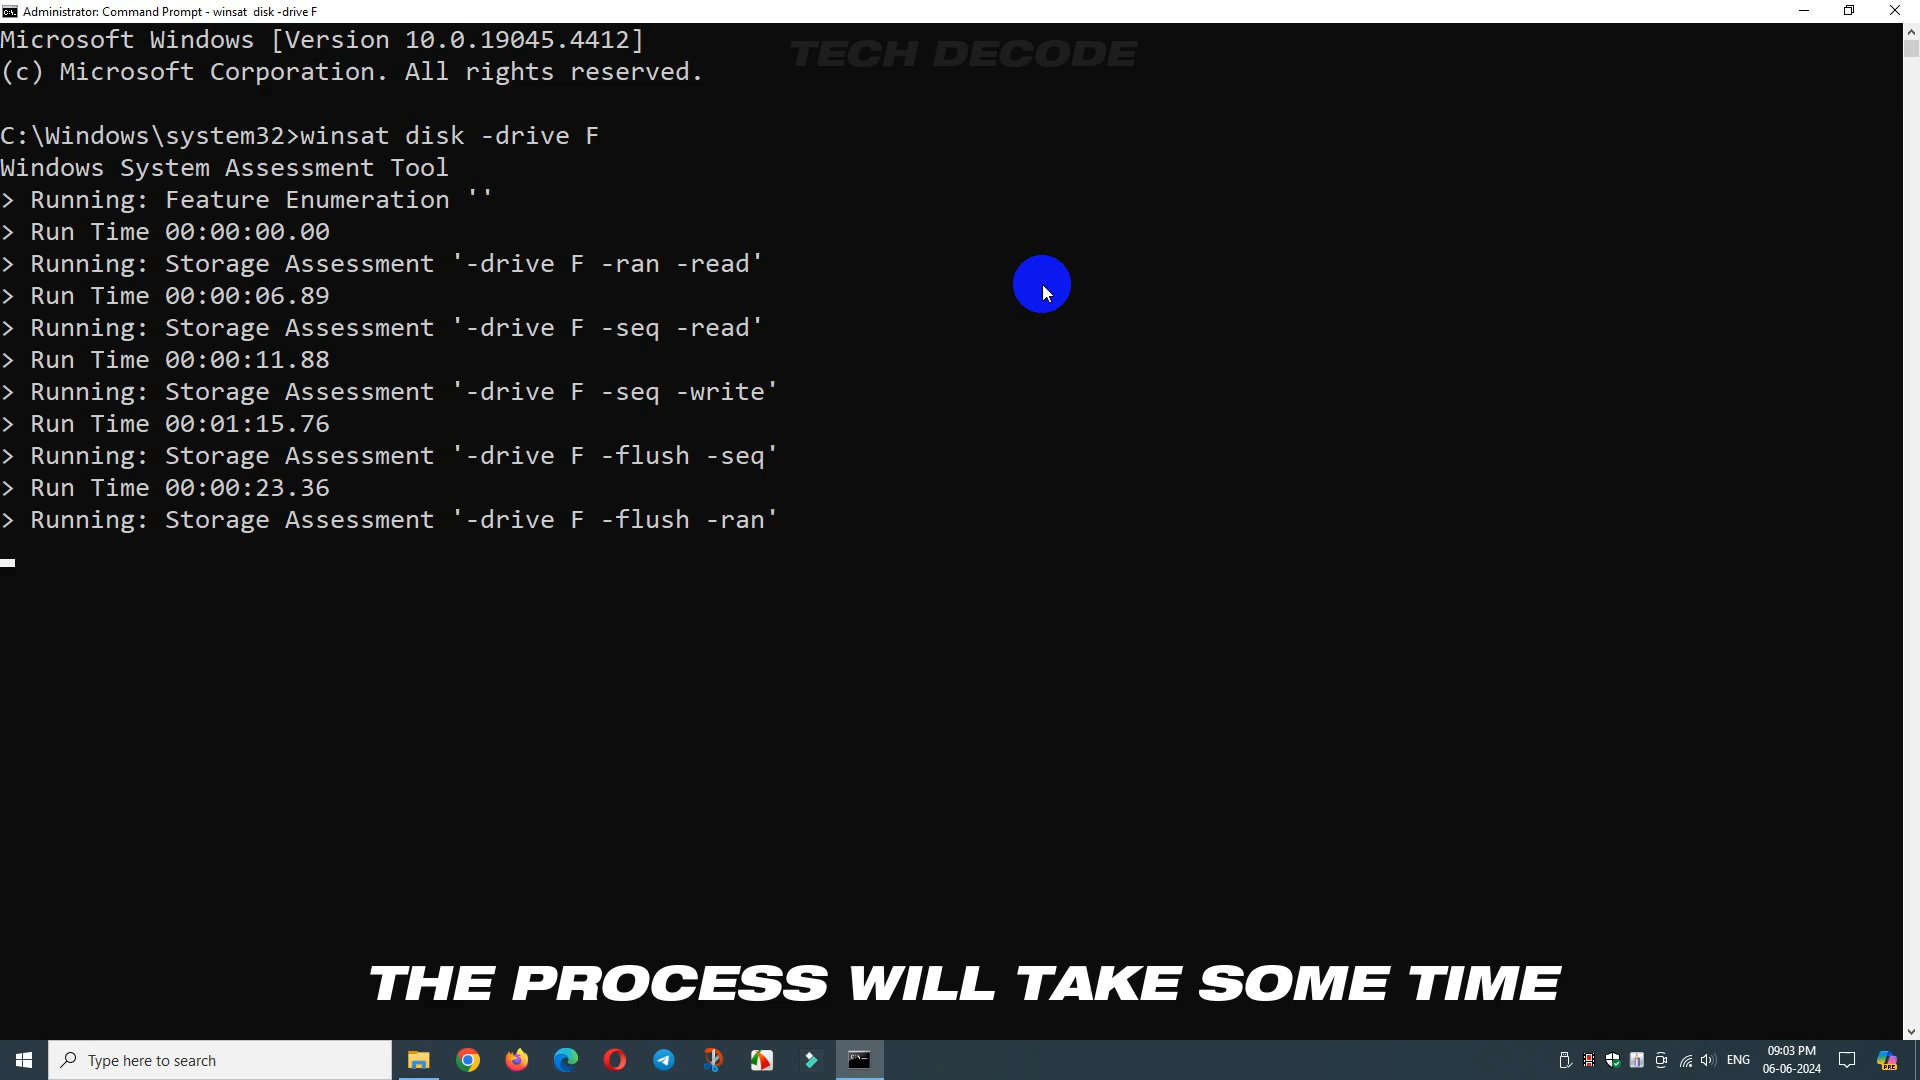 Administrator: Command Prompt - winsat  disk -drive F
TECH DECODE
Microsoft Windows [Version 10.0.19045.4412]
(c) Microsoft Corporation. All rights reserved.
C:\Windows\system32>winsat disk -drive F
Windows System Assessment Tool
> Running: Feature Enumeration ''
> Run Time 00:00:00.00
> Running: Storage Assessment '-drive F -ran -read'
> Run Time 00:00:06.89
> Running: Storage Assessment '-drive F -seq -read'
> Run Time 00:00:11.88
> Running: Storage Assessment '-drive F -seq -write'
> Run Time 00:01:15.76
> Running: Storage Assessment '-drive F -flush -seq'
> Run Time 00:00:23.36
> Running: Storage Assessment '-drive F -flush -ran'
THE PROCESS WILL TAKE SOME TIME
Type here to search
ENG
09:03 PM
06-06-2024